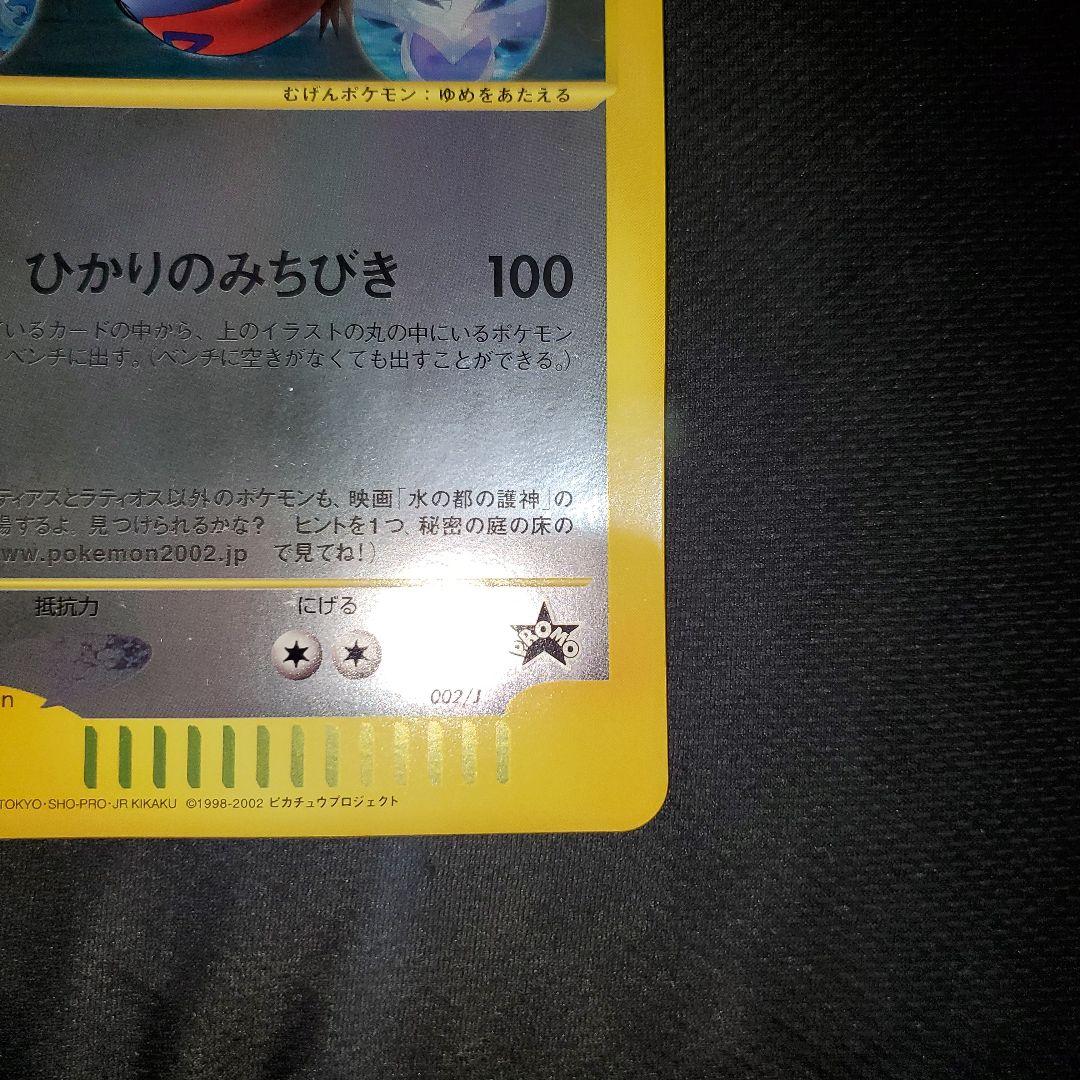 むげんポケモン：ゆめをあたえる
ひかりのみちびき 100
いるカードの中から、上のイラストの丸の中にいるポケモン
ベンチに出す。(ベンチに空きがなくても出すことができる。)
ティアスとラティオス以外のポケモンも、映画「水の都の護神」の
場するよ。見つけられるかな? ヒントを1つ、秘密の庭の床の
ww.pokemon2002.jp で見てね!)
抵抗力 にげる
PROMO
002/J
n
TOKYO・SHO-PRO・JR KIKAKU ©1998-2002 ピカチュウプロジェクト